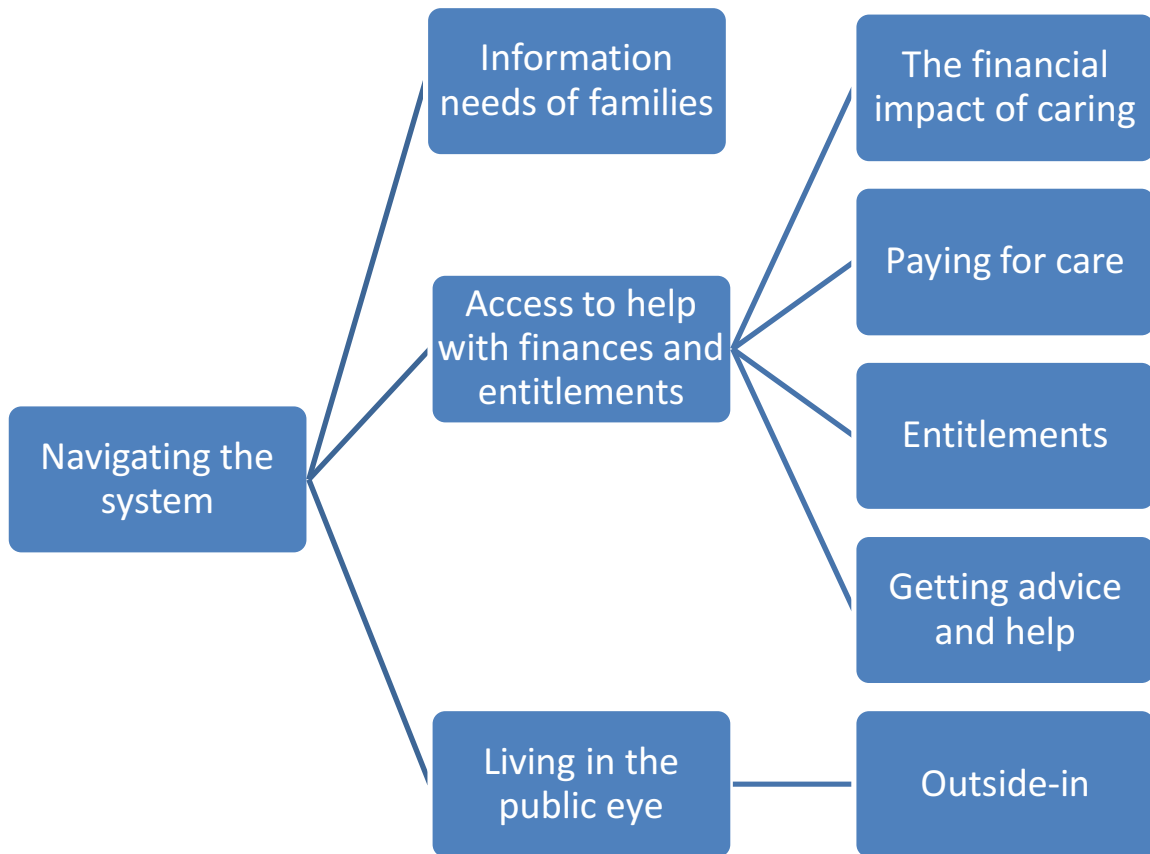 Navigating the
system
Information
needs of families
Access to help
with finances and
entitlements
Living in the
public eye
The financial
impact of caring
Paying for care
Entitlements
Getting advice
and help
Outside-in